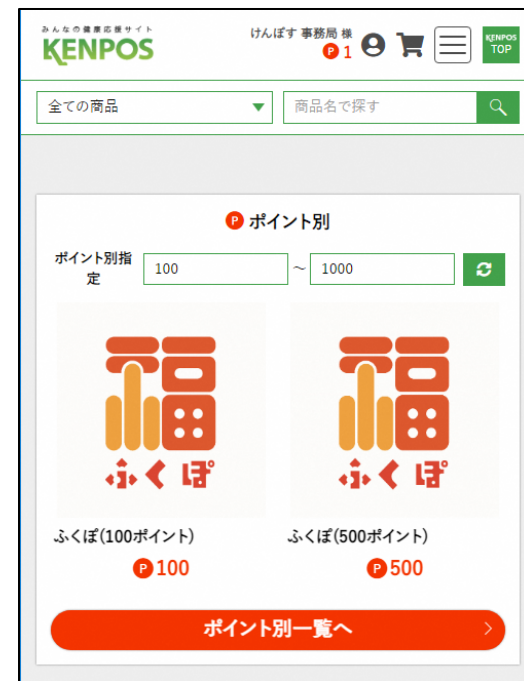 みんなの健康応援サイト
KENPOS
けんぽす 事務局 様
P 1
KENPOS
TOP
全ての商品
商品名で探す
P ポイント別
ポイント別指定
100 ～ 1000
福
ふくぽ
福
ふくぽ
ふくぽ(100ポイント)
P 100
ふくぽ(500ポイント)
P 500
ポイント別一覧へ